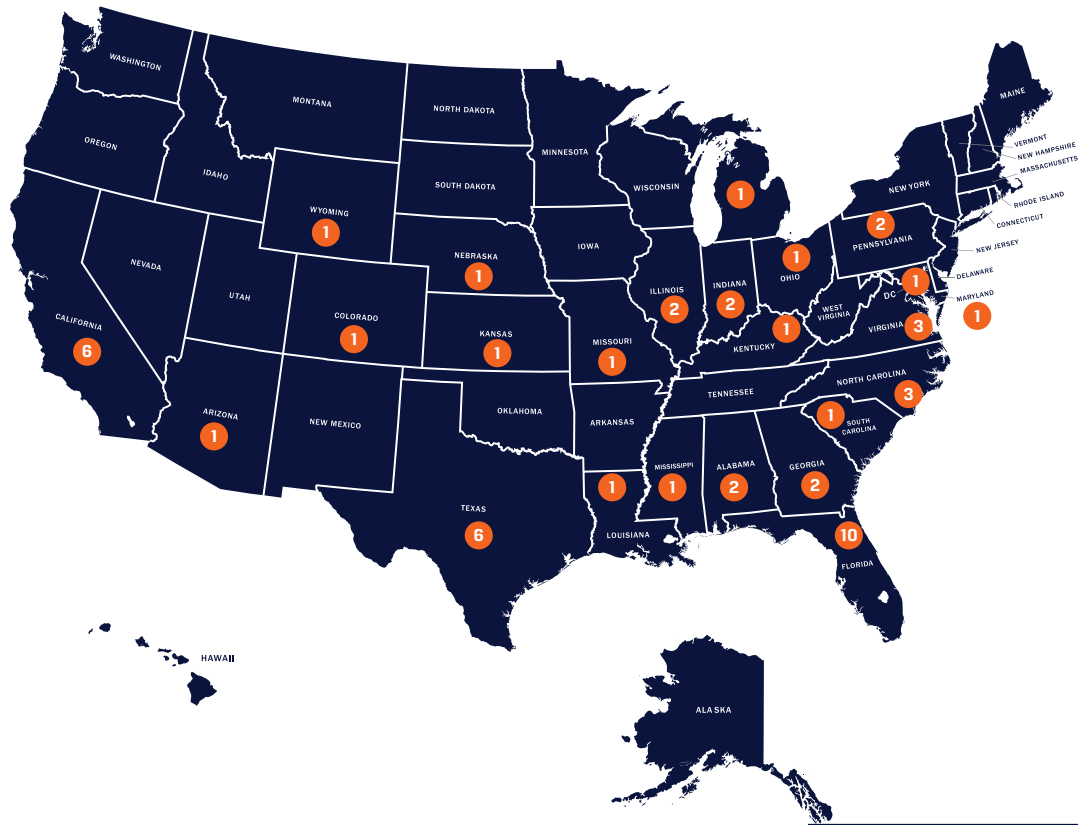 WASHINGTON
OREGON
CALIFORNIA
6
NEVADA
IDAHO
MONTANA
WYOMING
1
UTAH
COLORADO
1
ARIZONA
1
NEW MEXICO
NORTH DAKOTA
SOUTH DAKOTA
NEBRASKA
1
KANSAS
1
OKLAHOMA
TEXAS
6
MINNESOTA
IOWA
MISSOURI
1
ARKANSAS
1
LOUISIANA
WISCONSIN
ILLINOIS
2
MICHIGAN
1
INDIANA
2
1
OHIO
1
KENTUCKY
TENNESSEE
MISSISSIPPI
1
ALABAMA
2
GEORGIA
2
10
FLORIDA
1
SOUTH
CAROLINA
NORTH CAROLINA
3
VIRGINIA
3
WEST
VIRGINIA
DC
1
2
PENNSYLVANIA
NEW YORK
MAINE
VERMONT
NEW HAMPSHIRE
MASSACHUSETTS
RHODE ISLAND
CONNECTICUT
NEW JERSEY
DELAWARE
MARYLAND
1
HAWAII
ALASKA